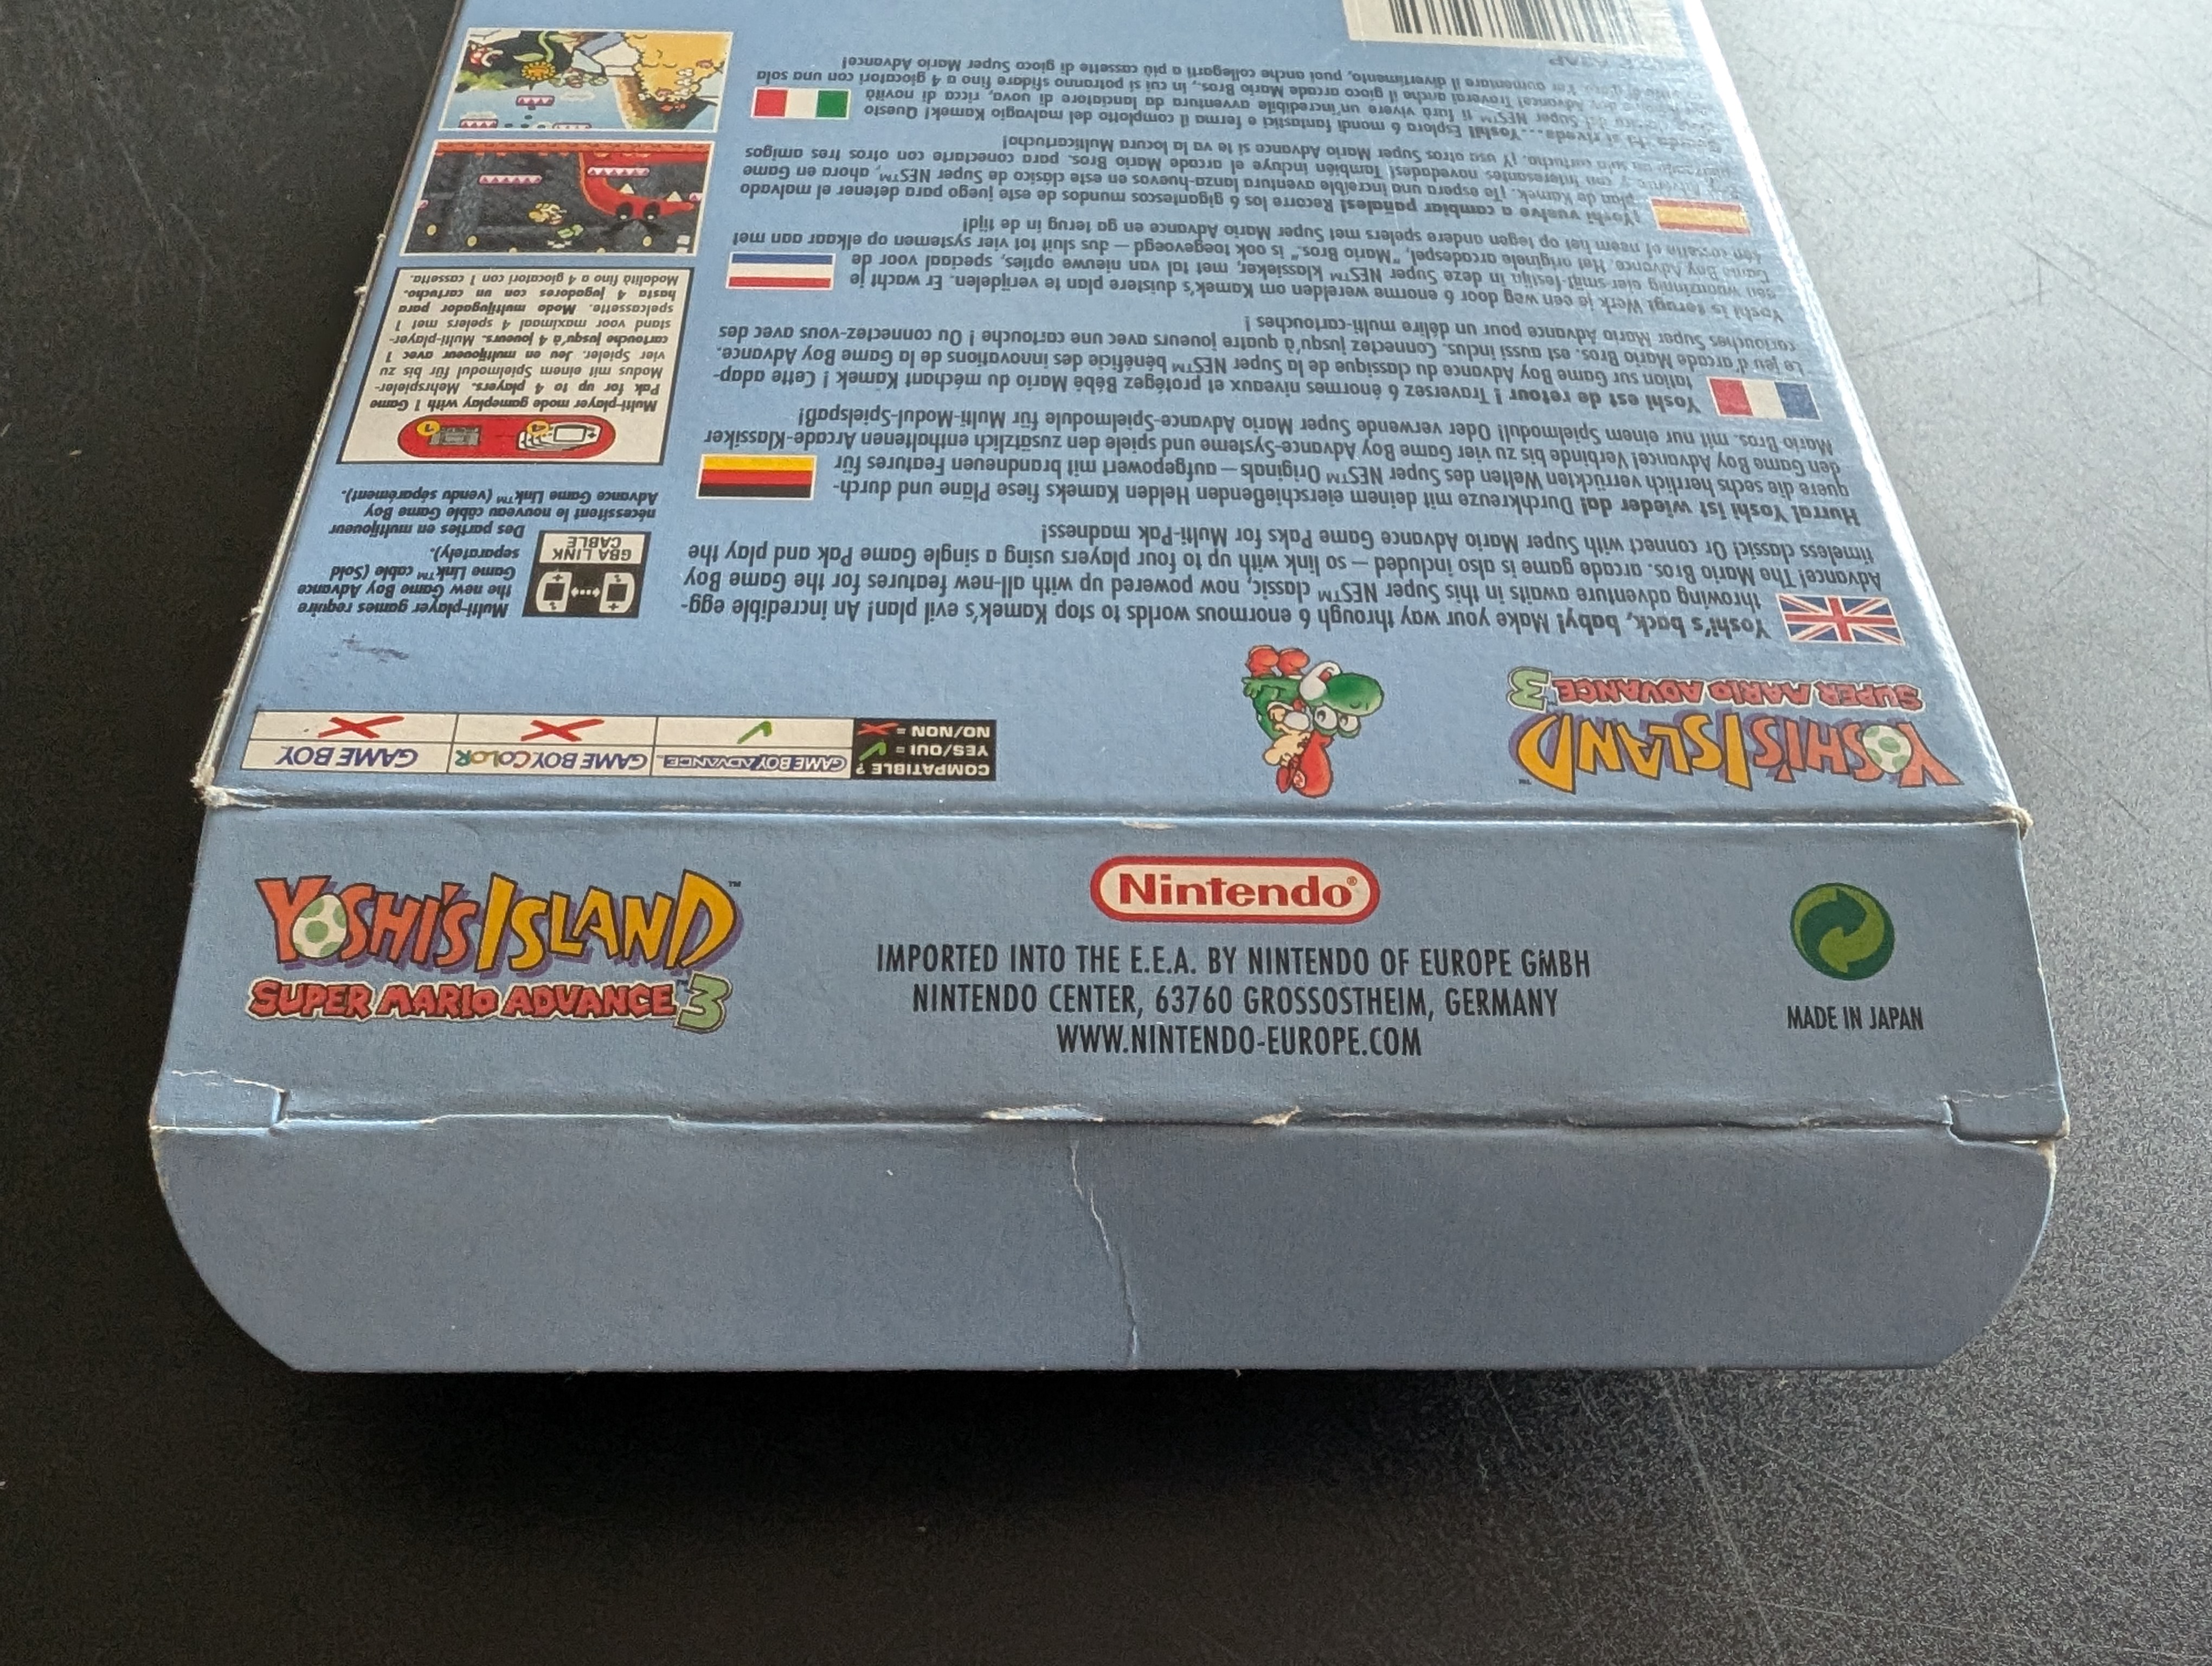 YOSHI'S ISLAND™
SUPER MARIO ADVANCE™ 3
Nintendo®
IMPORTED INTO THE E.E.A. BY NINTENDO OF EUROPE GMBH
NINTENDO CENTER, 63760 GROSSOSTHEIM, GERMANY
WWW.NINTENDO-EUROPE.COM
MADE IN JAPAN
YOSHI'S ISLAND™
SUPER MARIO ADVANCE™ 3
COMPATIBLE ?
YES/OUI =
NO/NON =
GAME BOY ADVANCE
GAME BOY COLOR
GAME BOY
Yoshi's back, baby! Make your way through 6 enormous worlds to stop Kamek's evil plan! An incredible egg-
throwing adventure awaits in this Super NES™ classic, now powered up with all-new features for the Game Boy
Advance! The Mario Bros. arcade game is also included – so link with up to four players using a single Game Pak and play the
timeless classic! Or connect with Super Mario Advance Game Paks for Multi-Pak madness!
Hurra! Yoshi ist wieder da! Durchkreuze mit deinem eierschießenden Helden Kameks fiese Pläne und durch-
quere die sechs herrlich verrückten Welten des Super NES™ Originals – aufgepowert mit brandneuen Features für
den Game Boy Advance! Verbinde bis zu vier Game Boy Advance-Systeme und spiele den zusätzlich enthaltenen Arcade-Klassiker
Mario Bros. mit nur einem Spielmodul! Oder verwende Super Mario Advance-Spielmodule für Multi-Modul-Spielspaß!
Yoshi est de retour ! Traversez 6 énormes niveaux et protégez Bébé Mario du méchant Kamek ! Cette adap-
tation sur Game Boy Advance du classique de la Super NES™ bénéficie des innovations de la Game Boy Advance.
Le jeu d'arcade Mario Bros. est aussi inclus. Connectez jusqu'à quatre joueurs avec une cartouche ! Ou connectez-vous avec des
cartouches Super Mario Advance pour un délire multi-cartouches !
Yoshi is terug! Werk je een weg door 6 enorme werelden om Kamek's duistere plan te verijdelen. Er wacht je
een waanzinnig eier-smijt-festijn in deze Super NES™ klassieker, met tal van nieuwe opties, speciaal voor de
Game Boy Advance. Het originele arcadespel, "Mario Bros." is ook toegevoegd – dus sluit tot vier systemen op elkaar aan met
één cassette of neem het op tegen andere spelers met Super Mario Advance en ga terug in de tijd!
¡Yoshi vuelve a cambiar pañales! Recorre los 6 gigantescos mundos de este juego para detener el malvado
plan de Kamek. ¡Te espera una increíble aventura lanza-huevos en este clásico de Super NES™, ahora en Game
Boy Advance y con interesantes novedades! También incluye el arcade Mario Bros. para conectarte con otros tres amigos
sola cartucho. ¡Y usa otros Super Mario Advance si te va la locura Multicartucho!
si rivede...Yoshi! Esplora 6 mondi fantastici e ferma il complotto del malvagio Kamek! Questo
del Super NES™ ti farà vivere un'incredibile avventura da lanciatore di uova, ricca di novità
Boy Advance! Troverai anche il gioco arcade Mario Bros., in cui si potranno sfidare fino a 4 giocatori con una sola
Per aumentare il divertimento, puoi anche collegarti a più cassette di gioco Super Mario Advance!
Multi-player games require
the new Game Boy Advance
Game Link™ cable (Sold
separately).
Des parties en multijoueur
nécessitent le nouveau câble Game Boy
Advance Game Link™ (vendu séparément).
GBA LINK
CABLE
4
1
Multi-player mode gameplay with 1 Game
Pak for up to 4 players. Mehrspieler-
Modus mit einem Spielmodul für bis zu
vier Spieler. Jeu en multijoueur avec 1
cartouche jusqu'à 4 joueurs. Multi-player-
stand voor maximaal 4 spelers met 1
spelcassette. Modo multijugador para
hasta 4 jugadores con un cartucho.
Modalità fino a 4 giocatori con 1 cassetta.